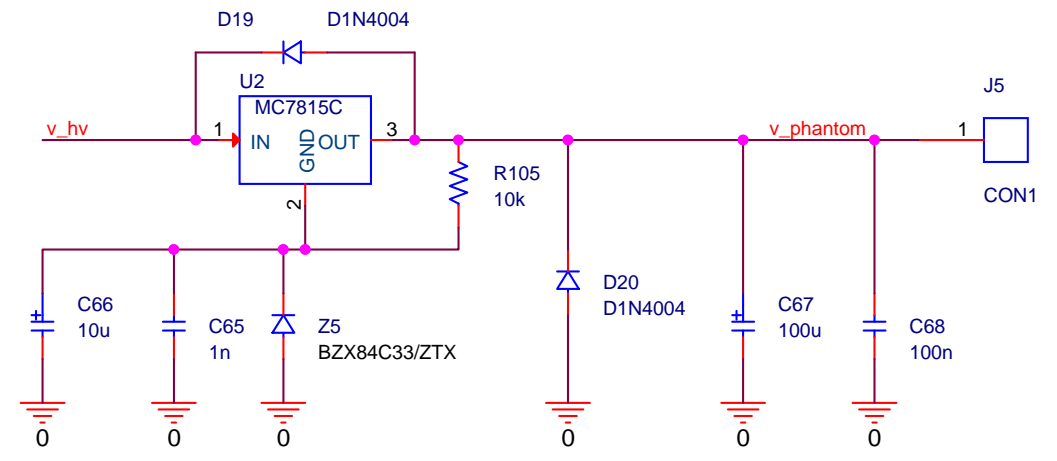 D19 D1N4004
U2
MC7815C
J5
v_hv 1 IN GND OUT 3 v_phantom 1
2
R105
10k
CON1
C66
10u
C65
1n
Z5
BZX84C33/ZTX
D20
D1N4004
C67
100u
C68
100n
0 0 0 0 0 0